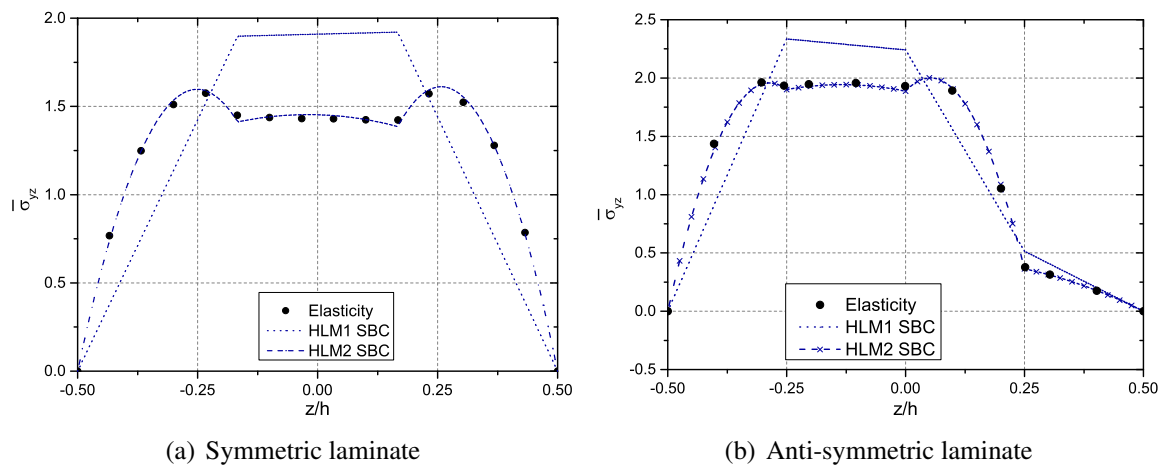 2.0
1.5
1.0
0.5
0.0
σ̅yz
-0.50
-0.25
0.00
0.25
0.50
z/h
Elasticity
HLM1 SBC
HLM2 SBC
(a) Symmetric laminate
2.5
2.0
1.5
1.0
0.5
0.0
-0.5
σ̅yz
-0.50
-0.25
0.00
0.25
0.50
z/h
Elasticity
HLM1 SBC
HLM2 SBC
(b) Anti-symmetric laminate